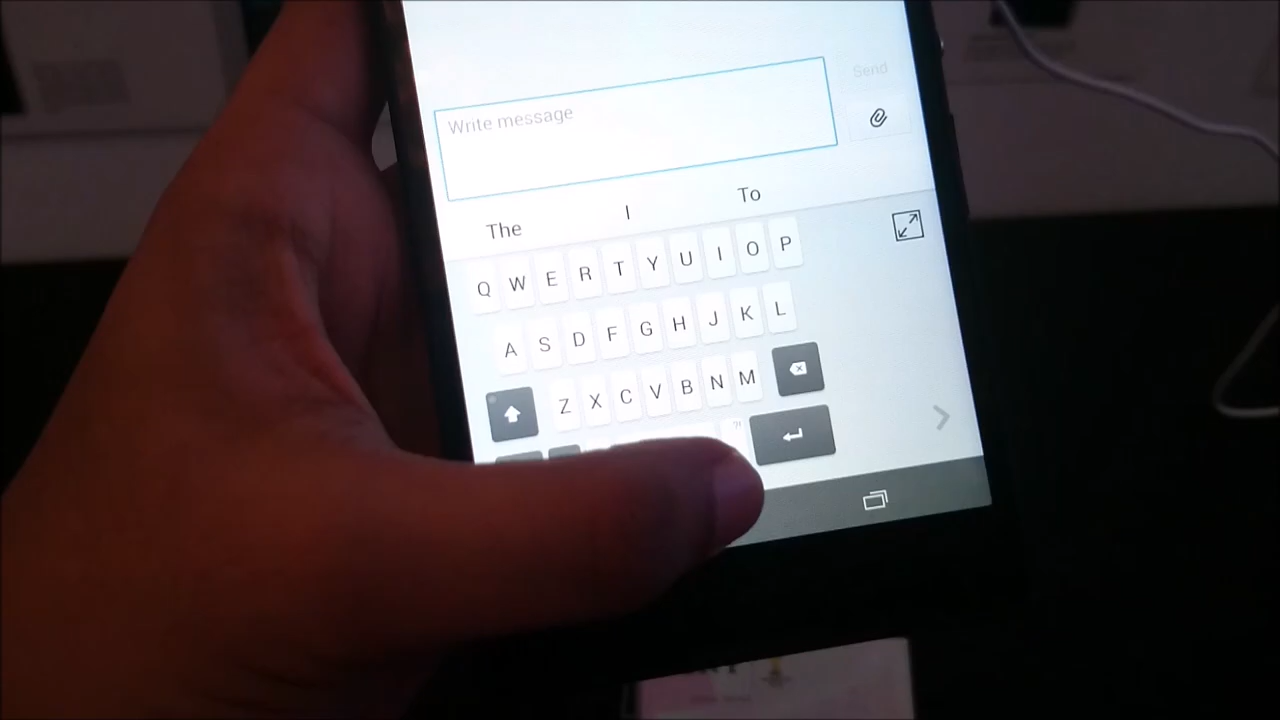 Send
Write message
The I To
Q W E R T Y U I O P
A S D F G H J K L
Z X C V B N M
?!